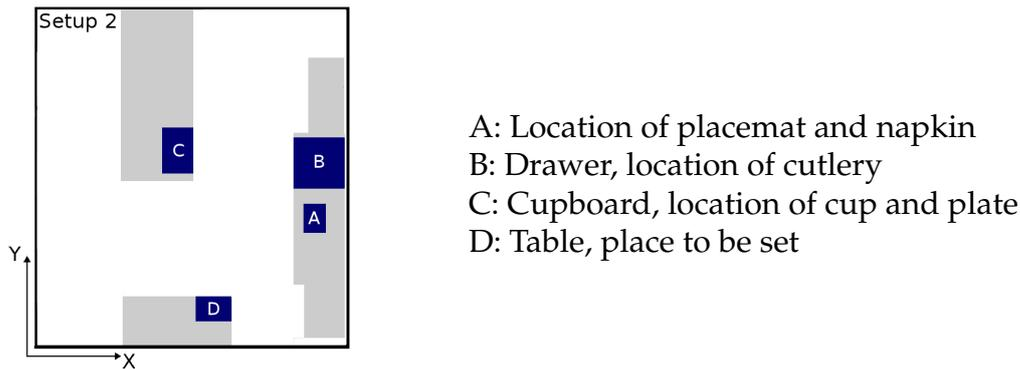 Setup 2
C
B
A
D
Y
X
A: Location of placemat and napkin
B: Drawer, location of cutlery
C: Cupboard, location of cup and plate
D: Table, place to be set